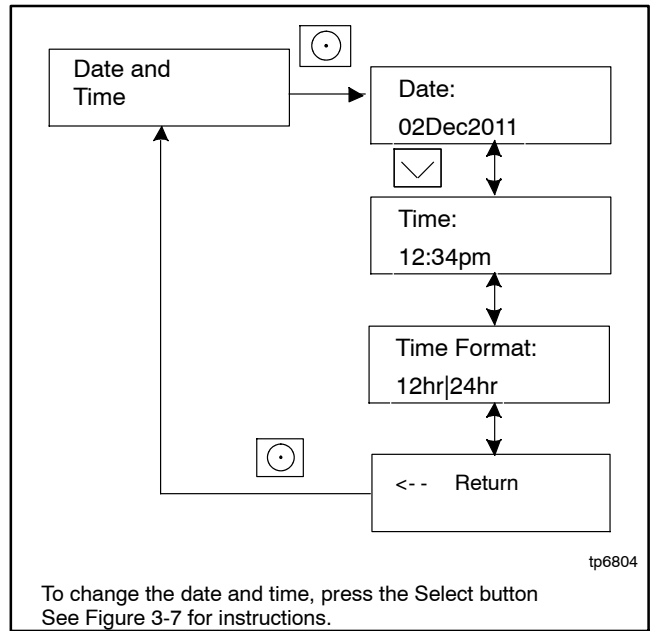 Date and
Time
Date:
02Dec2011
Time:
12:34pm
Time Format:
12hr|24hr
<-- Return
tp6804
To change the date and time, press the Select button
See Figure 3-7 for instructions.